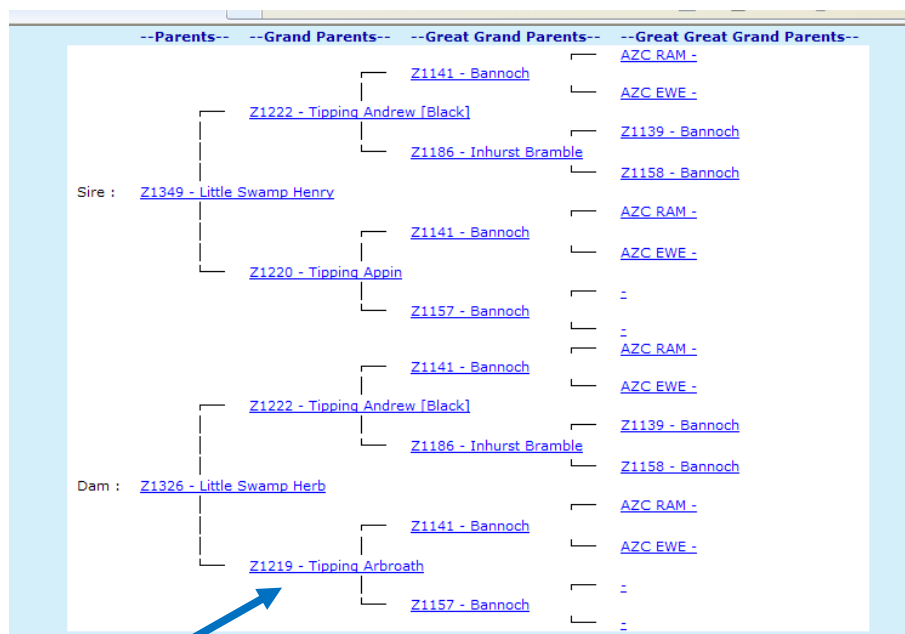 --Parents-- --Grand Parents-- --Great Grand Parents-- --Great Great Grand Parents--
AZC RAM -
Z1141 - Bannoch
AZC EWE -
Z1222 - Tipping Andrew [Black]
Z1139 - Bannoch
Z1186 - Inhurst Bramble
Z1158 - Bannoch
Sire : Z1349 - Little Swamp Henry
AZC RAM -
Z1141 - Bannoch
AZC EWE -
Z1220 - Tipping Appin
-
Z1157 - Bannoch
-
AZC RAM -
Z1141 - Bannoch
AZC EWE -
Z1222 - Tipping Andrew [Black]
Z1139 - Bannoch
Z1186 - Inhurst Bramble
Z1158 - Bannoch
Dam : Z1326 - Little Swamp Herb
AZC RAM -
Z1141 - Bannoch
AZC EWE -
Z1219 - Tipping Arbroath
-
Z1157 - Bannoch
-